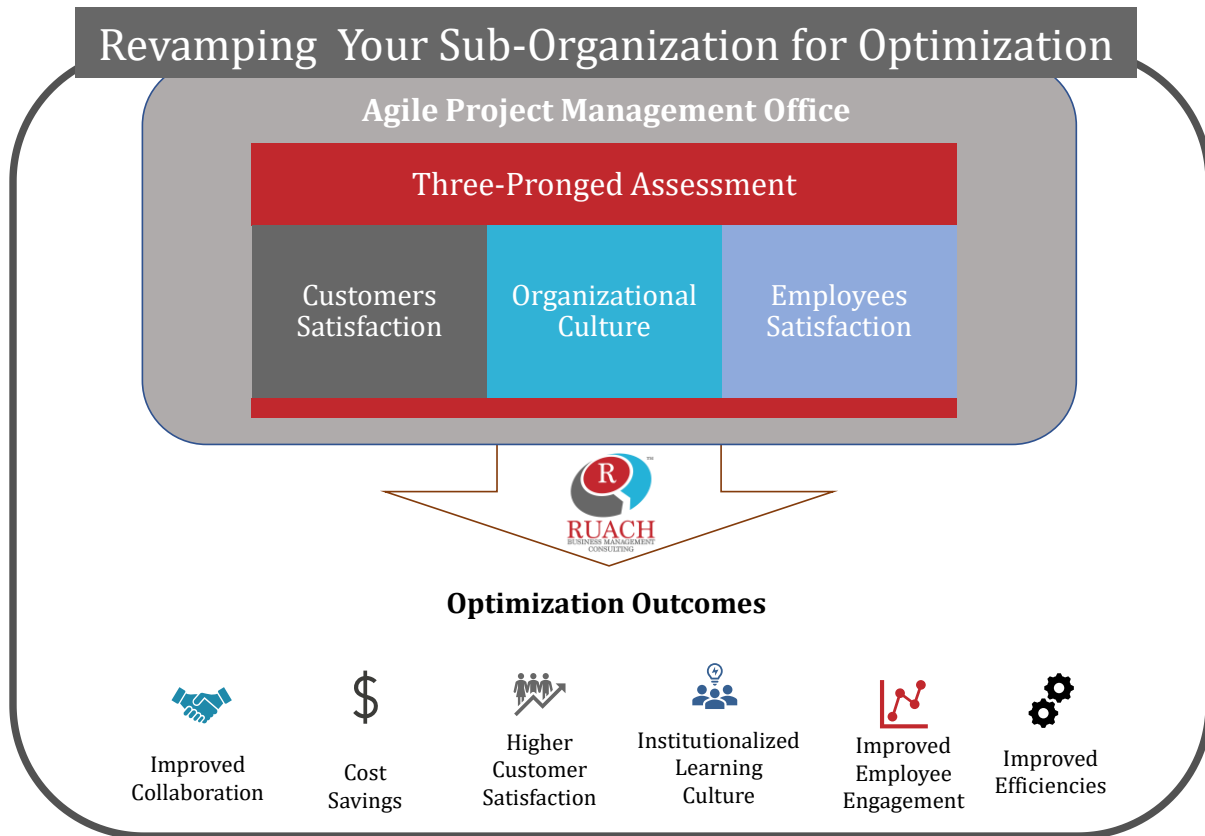 Revamping  Your Sub-Organization for Optimization
Agile Project Management Office
Three-Pronged Assessment
Customers
Satisfaction
Organizational
Culture
Employees
Satisfaction
R
TM
RUACH
BUSINESS MANAGEMENT
CONSULTING
Optimization Outcomes
Improved
Collaboration
Cost
Savings
Higher
Customer
Satisfaction
Institutionalized
Learning
Culture
Improved
Employee
Engagement
Improved
Efficiencies